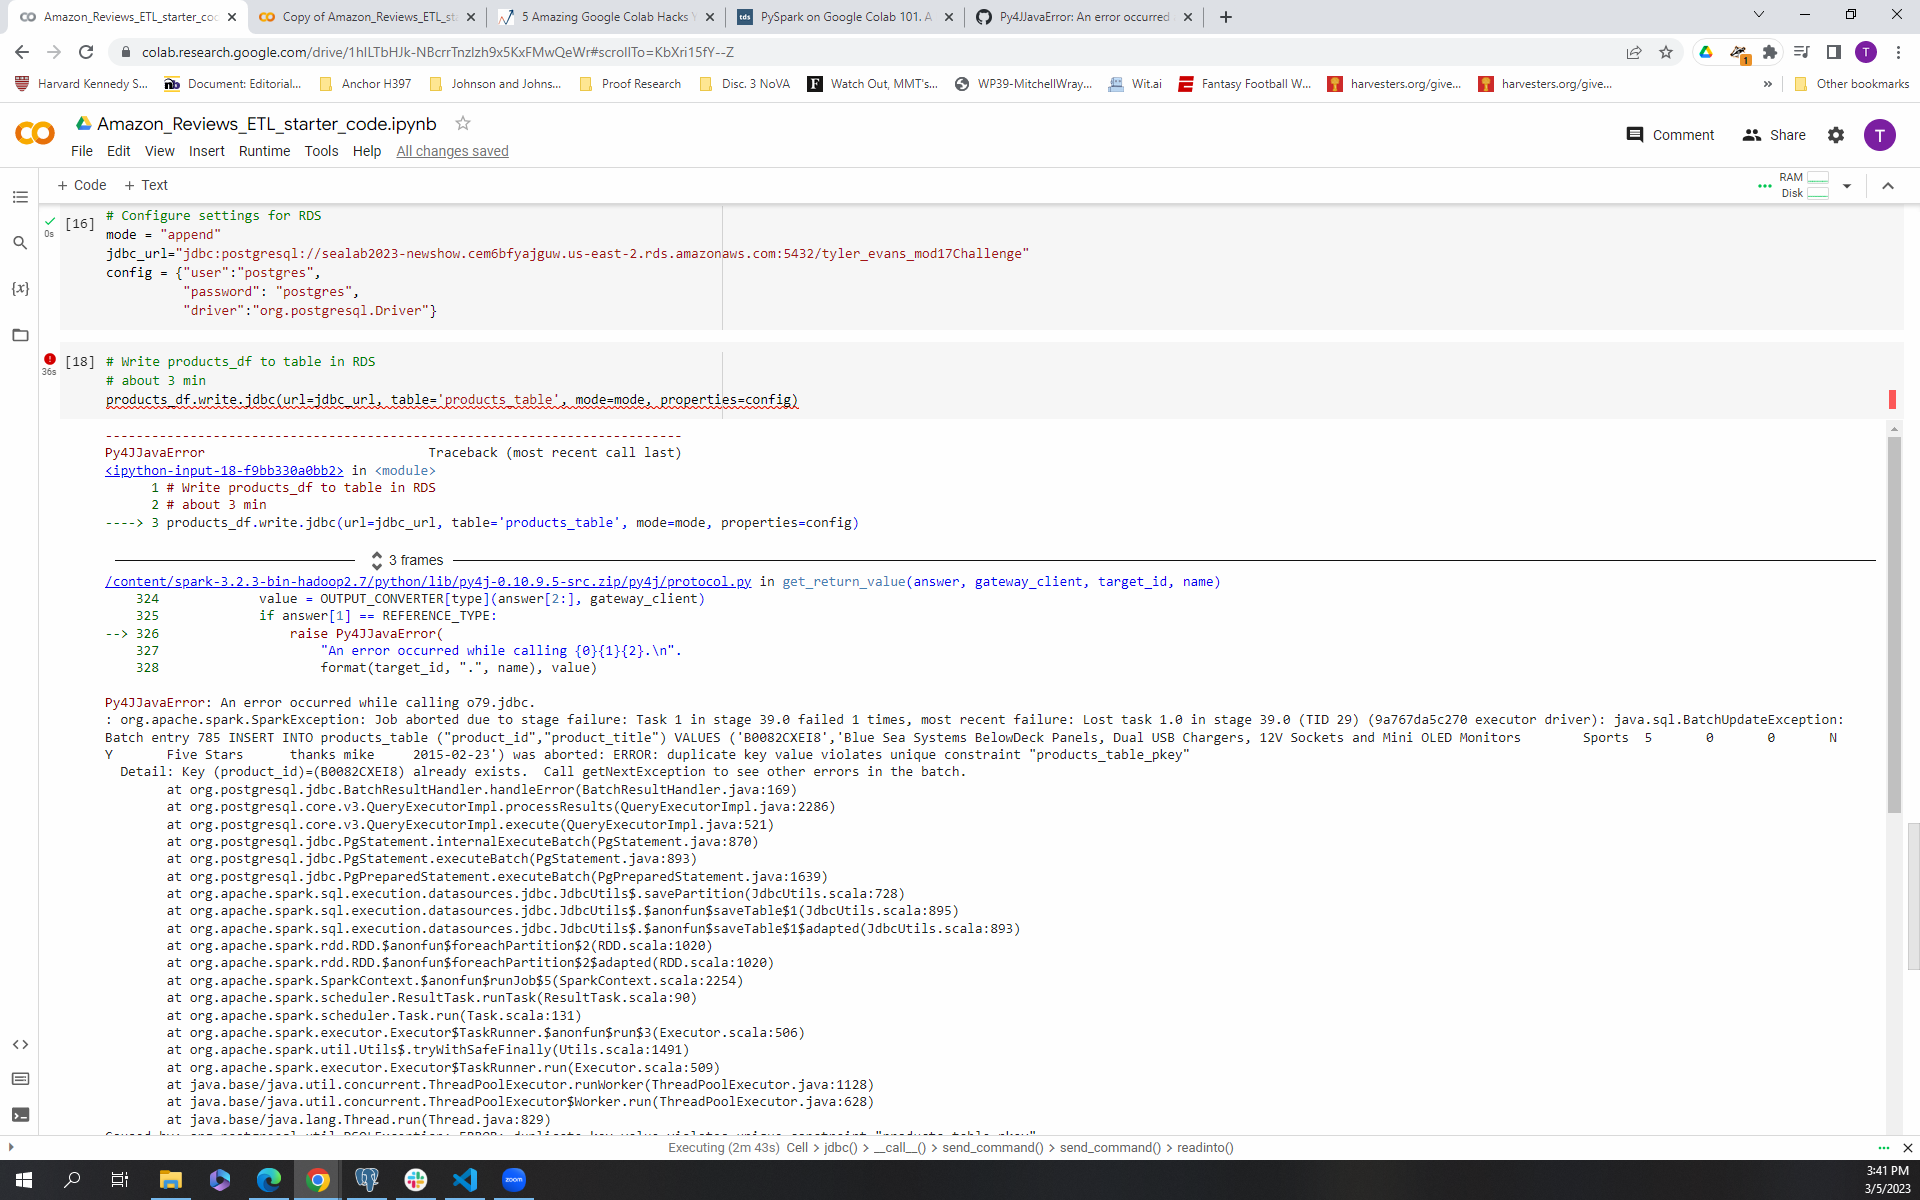 Amazon_Reviews_ETL_starter_co
Copy of Amazon_Reviews_ETL_st
5 Amazing Google Colab Hacks Y
tds PySpark on Google Colab 101. A
Py4JJavaError: An error occurred
colab.research.google.com/drive/1hlLTbHJk-NBcrrTnzlzh9x5KxFMwQeWr#scrollTo=KbXri15fY--Z
T
Harvard Kennedy S...
nb Document: Editorial...
Anchor H397
Johnson and Johns...
Proof Research
Disc. 3 NoVA
F Watch Out, MMT's...
WP39-MitchellWray...
Wit.ai
Fantasy Football W...
harvesters.org/give...
harvesters.org/give...
»
Other bookmarks
Amazon_Reviews_ETL_starter_code.ipynb
Comment
Share
T
File Edit View Insert Runtime Tools Help All changes saved
+ Code + Text
RAM
Disk
[16]
0s
# Configure settings for RDS
mode = "append"
jdbc_url="jdbc:postgresql://sealab2023-newshow.cem6bfyajguw.us-east-2.rds.amazonaws.com:5432/tyler_evans_mod17Challenge"
config = {"user":"postgres",
"password": "postgres",
"driver":"org.postgresql.Driver"}
{x}
[18]
36s
# Write products_df to table in RDS
# about 3 min
products_df.write.jdbc(url=jdbc_url, table='products_table', mode=mode, properties=config)
---------------------------------------------------------------------------
Py4JJavaError Traceback (most recent call last)
<ipython-input-18-f9bb330a0bb2> in <module>
1 # Write products_df to table in RDS
2 # about 3 min
----> 3 products_df.write.jdbc(url=jdbc_url, table='products_table', mode=mode, properties=config)
3 frames
/content/spark-3.2.3-bin-hadoop2.7/python/lib/py4j-0.10.9.5-src.zip/py4j/protocol.py in get_return_value(answer, gateway_client, target_id, name)
324 value = OUTPUT_CONVERTER[type](answer[2:], gateway_client)
325 if answer[1] == REFERENCE_TYPE:
--> 326 raise Py4JJavaError(
327 "An error occurred while calling {0}{1}{2}.\n".
328 format(target_id, ".", name), value)
Py4JJavaError: An error occurred while calling o79.jdbc.
: org.apache.spark.SparkException: Job aborted due to stage failure: Task 1 in stage 39.0 failed 1 times, most recent failure: Lost task 1.0 in stage 39.0 (TID 29) (9a767da5c270 executor driver): java.sql.BatchUpdateException:
Batch entry 785 INSERT INTO products_table ("product_id","product_title") VALUES ('B0082CXEI8','Blue Sea Systems BelowDeck Panels, Dual USB Chargers, 12V Sockets and Mini OLED Monitors Sports 5 0 0 N
Y Five Stars thanks mike 2015-02-23') was aborted: ERROR: duplicate key value violates unique constraint "products_table_pkey"
Detail: Key (product_id)=(B0082CXEI8) already exists. Call getNextException to see other errors in the batch.
at org.postgresql.jdbc.BatchResultHandler.handleError(BatchResultHandler.java:169)
at org.postgresql.core.v3.QueryExecutorImpl.processResults(QueryExecutorImpl.java:2286)
at org.postgresql.core.v3.QueryExecutorImpl.execute(QueryExecutorImpl.java:521)
at org.postgresql.jdbc.PgStatement.internalExecuteBatch(PgStatement.java:870)
at org.postgresql.jdbc.PgStatement.executeBatch(PgStatement.java:893)
at org.postgresql.jdbc.PgPreparedStatement.executeBatch(PgPreparedStatement.java:1639)
at org.apache.spark.sql.execution.datasources.jdbc.JdbcUtils$.savePartition(JdbcUtils.scala:728)
at org.apache.spark.sql.execution.datasources.jdbc.JdbcUtils$.$anonfun$saveTable$1(JdbcUtils.scala:895)
at org.apache.spark.sql.execution.datasources.jdbc.JdbcUtils$.$anonfun$saveTable$1$adapted(JdbcUtils.scala:893)
at org.apache.spark.rdd.RDD.$anonfun$foreachPartition$2(RDD.scala:1020)
at org.apache.spark.rdd.RDD.$anonfun$foreachPartition$2$adapted(RDD.scala:1020)
at org.apache.spark.SparkContext.$anonfun$runJob$5(SparkContext.scala:2254)
at org.apache.spark.scheduler.ResultTask.runTask(ResultTask.scala:90)
at org.apache.spark.scheduler.Task.run(Task.scala:131)
at org.apache.spark.executor.Executor$TaskRunner.$anonfun$run$3(Executor.scala:506)
at org.apache.spark.util.Utils$.tryWithSafeFinally(Utils.scala:1491)
at org.apache.spark.executor.Executor$TaskRunner.run(Executor.scala:509)
at java.base/java.util.concurrent.ThreadPoolExecutor.runWorker(ThreadPoolExecutor.java:1128)
at java.base/java.util.concurrent.ThreadPoolExecutor$Worker.run(ThreadPoolExecutor.java:628)
at java.base/java.lang.Thread.run(Thread.java:829)
Caused by: org.postgresql.util.PSQLException: ERROR: duplicate key value violates unique constraint "products_table_pkey"
Executing (2m 43s) Cell > jdbc() > __call__() > send_command() > send_command() > readinto()
zoom
3:41 PM
3/5/2023